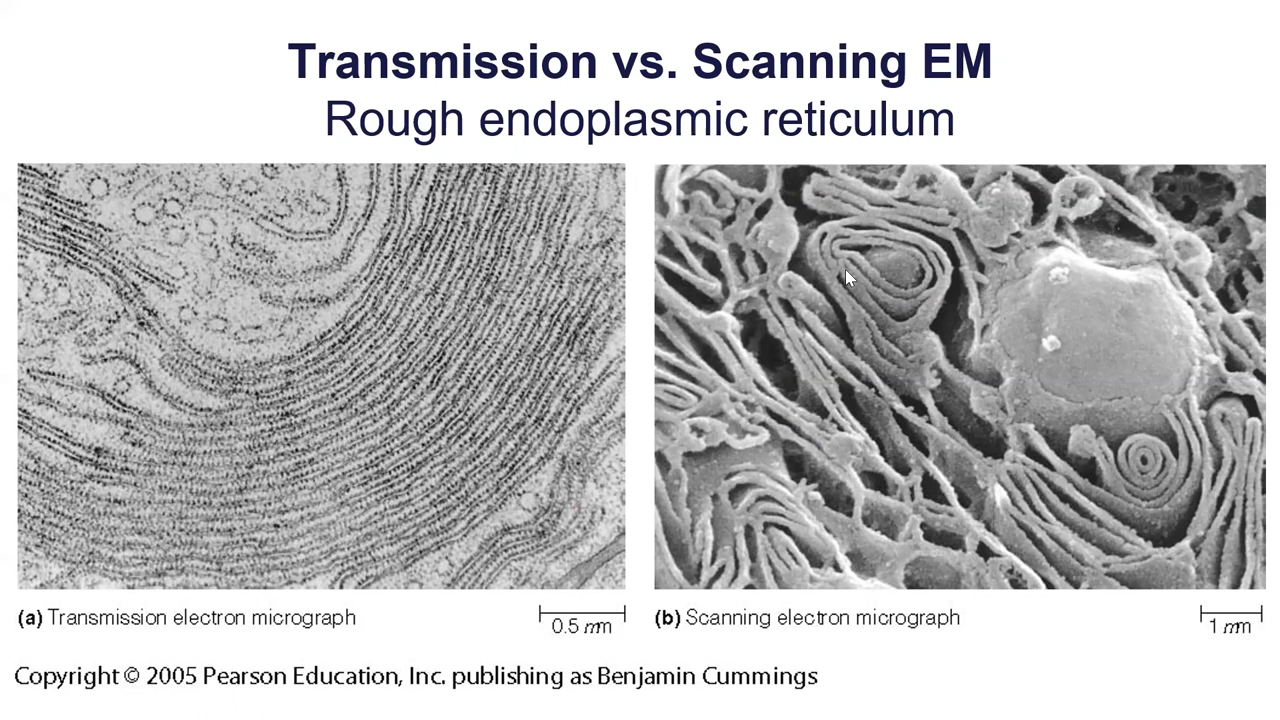 Transmission vs. Scanning EM
Rough endoplasmic reticulum
(a) Transmission electron micrograph
0.5 mm
(b) Scanning electron micrograph
1 mm
Copyright © 2005 Pearson Education, Inc. publishing as Benjamin Cummings